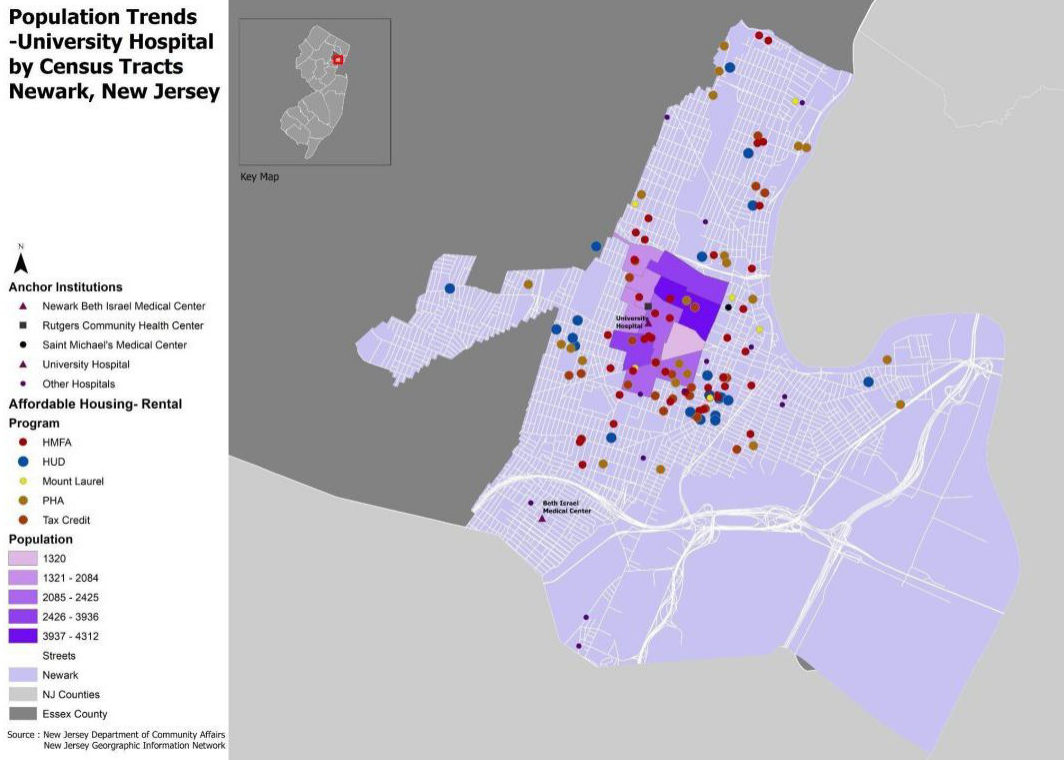 Population Trends
-University Hospital
by Census Tracts
Newark, New Jersey
Key Map
N
Anchor Institutions
Newark Beth Israel Medical Center
Rutgers Community Health Center
Saint Michael's Medical Center
University Hospital
Other Hospitals
Affordable Housing- Rental
Program
HMFA
HUD
Mount Laurel
PHA
Tax Credit
Population
1320
1321 - 2084
2085 - 2425
2426 - 3936
3937 - 4312
Streets
Newark
NJ Counties
Essex County
Source : New Jersey Department of Community Affairs
New Jersey Georgraphic Information Network
University
Hospital
Beth Israel
Medical Center